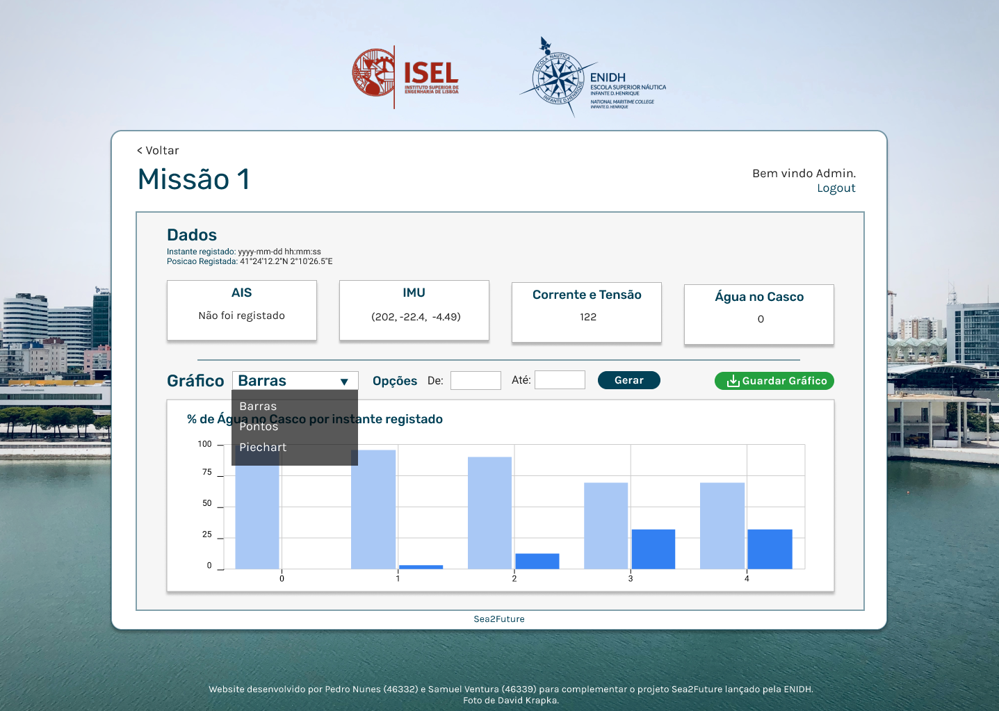 ISEL
INSTITUTO SUPERIOR DE
ENGENHARIA DE LISBOA
ESCOLA NÁUTICA
INFANTE D. HENRIQUE
ENIDH
ESCOLA SUPERIOR NÁUTICA
INFANTE D. HENRIQUE
NATIONAL MARITIME COLLEGE
INFANTE D. HENRIQUE
< Voltar
Missão 1
Bem vindo Admin.
Logout
Dados
Instante registado: yyyy-mm-dd hh:mm:ss
Posicao Registada: 41°24'12.2"N 2°10'26.5"E
AIS
Não foi registado
IMU
(202, -22.4, -4.49)
Corrente e Tensão
122
Água no Casco
0
Gráfico
Barras
Opções
De:
Até:
Gerar
Guardar Gráfico
Barras
Pontos
Piechart
% de Água no Casco por instante registado
100
75
50
25
0
0 1 2 3 4
Sea2Future
Website desenvolvido por Pedro Nunes (46332) e Samuel Ventura (46339) para complementar o projeto Sea2Future lançado pela ENIDH.
Foto de David Krapka.